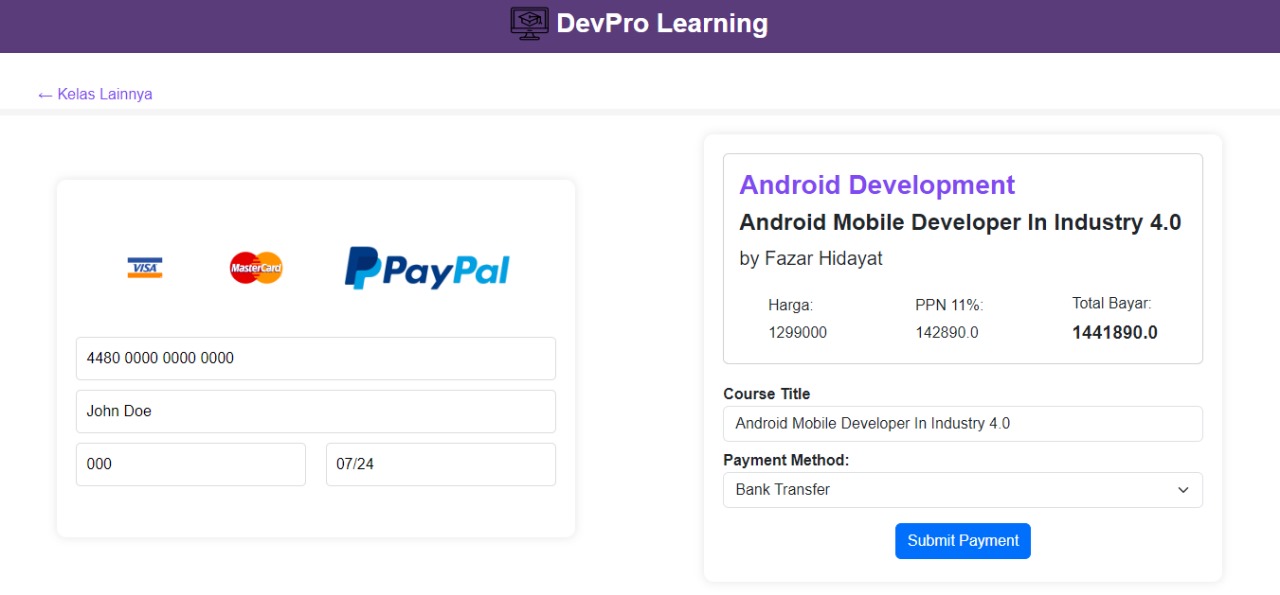 DevPro Learning
← Kelas Lainnya
VISA
MasterCard
PayPal
4480 0000 0000 0000
John Doe
000
07/24
Android Development
Android Mobile Developer In Industry 4.0
by Fazar Hidayat
Harga:
1299000
PPN 11%:
142890.0
Total Bayar:
1441890.0
Course Title
Android Mobile Developer In Industry 4.0
Payment Method:
Bank Transfer
Submit Payment